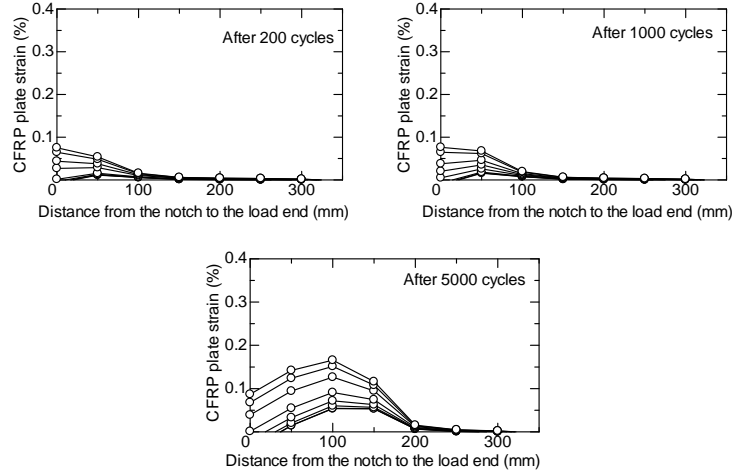 0.4
0.3
0.2
0.1
0
100
200
300
CFRP plate strain (%)
After 200 cycles
Distance from the notch to the load end (mm)
0.4
0.3
0.2
0.1
0
100
200
300
CFRP plate strain (%)
After 1000 cycles
Distance from the notch to the load end (mm)
0.4
0.3
0.2
0.1
0
100
200
300
CFRP plate strain (%)
After 5000 cycles
Distance from the notch to the load end (mm)